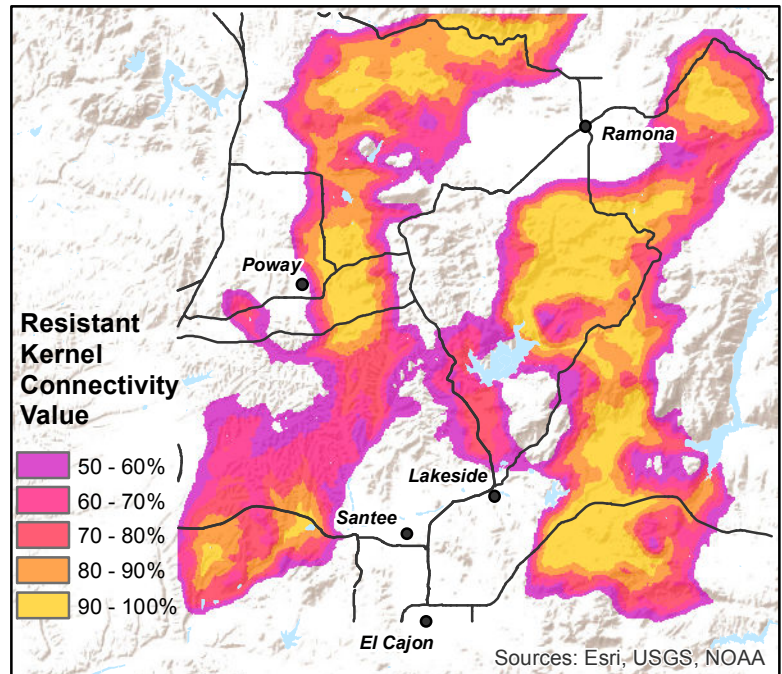 Ramona
Poway
Resistant
Kernel
Connectivity
Value
50 - 60%
60 - 70%
70 - 80%
80 - 90%
90 - 100%
Lakeside
Santee
El Cajon
Sources: Esri, USGS, NOAA